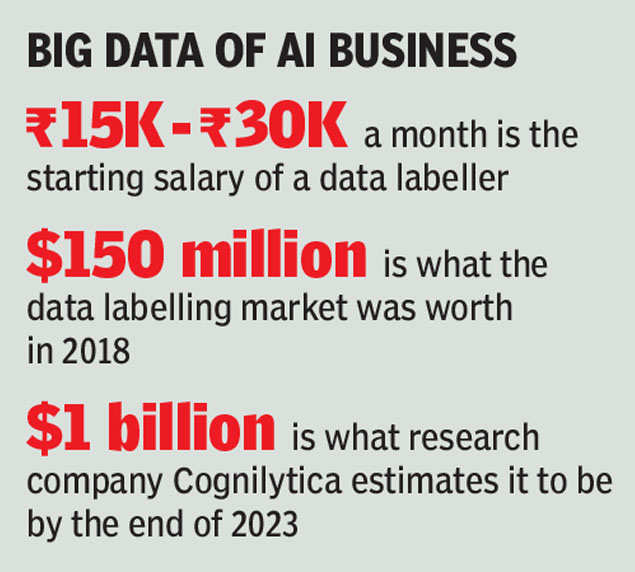 BIG DATA OF AI BUSINESS
₹15K-₹30K a month is the
starting salary of a data labeller
$150 million is what the
data labelling market was worth
in 2018
$1 billion is what research
company Cognilytica estimates it to be
by the end of 2023